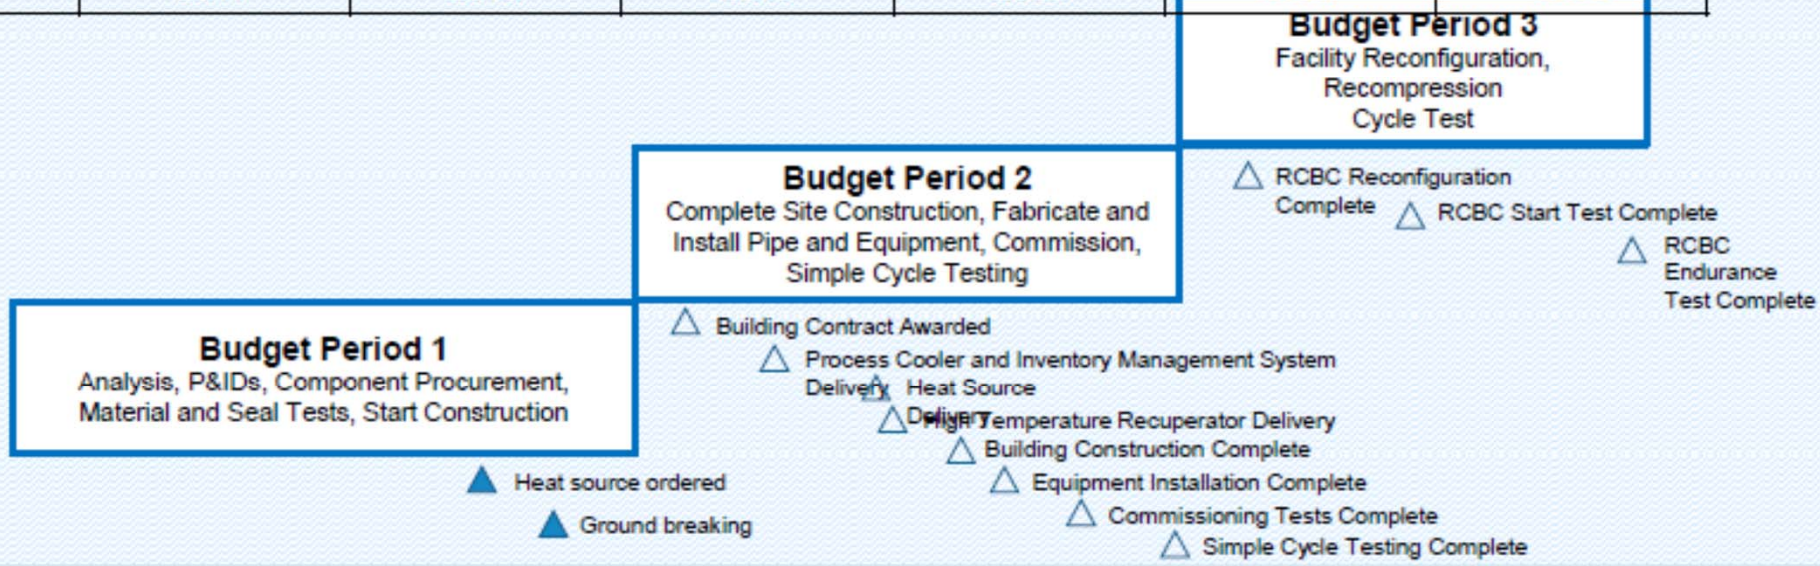 Budget Period 3
Facility Reconfiguration,
Recompression
Cycle Test
Budget Period 2
Complete Site Construction, Fabricate and
Install Pipe and Equipment, Commission,
Simple Cycle Testing
RCBC Reconfiguration
Complete
RCBC Start Test Complete
RCBC
Endurance
Test Complete
Budget Period 1
Analysis, P&IDs, Component Procurement,
Material and Seal Tests, Start Construction
Building Contract Awarded
Process Cooler and Inventory Management System
Delivery
Heat Source
Delivery
High Temperature Recuperator Delivery
Building Construction Complete
Equipment Installation Complete
Commissioning Tests Complete
Simple Cycle Testing Complete
Heat source ordered
Ground breaking